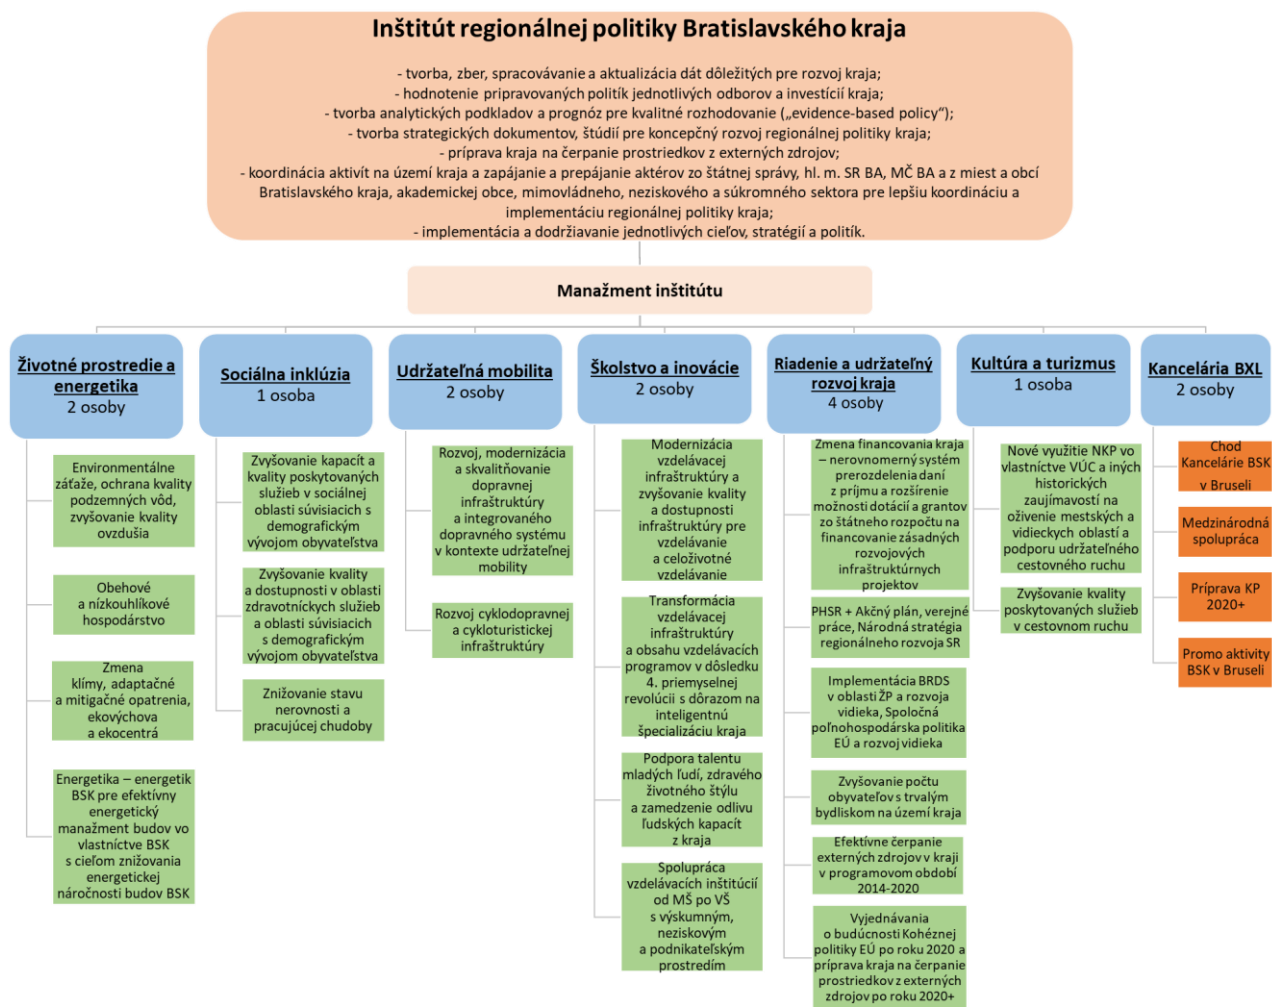 Inštitút regionálnej politiky Bratislavského kraja
- tvorba, zber, spracovávanie a aktualizácia dát dôležitých pre rozvoj kraja;
- hodnotenie pripravovaných politík jednotlivých odborov a investícií kraja;
- tvorba analytických podkladov a prognóz pre kvalitné rozhodovanie („evidence-based policy“);
- tvorba strategických dokumentov, štúdií pre koncepčný rozvoj regionálnej politiky kraja;
- príprava kraja na čerpanie prostriedkov z externých zdrojov;
- koordinácia aktivít na území kraja a zapájanie a prepájanie aktérov zo štátnej správy, hl. m. SR BA, MČ BA a z miest a obcí
Bratislavského kraja, akademickej obce, mimovládneho, neziskového a súkromného sektora pre lepšiu koordináciu a
implementáciu regionálnej politiky kraja;
- implementácia a dodržiavanie jednotlivých cieľov, stratégií a politík.
Manažment inštitútu
Životné prostredie a
energetika
2 osoby
Environmentálne
záťaže, ochrana kvality
podzemných vôd,
zvyšovanie kvality
ovzdušia
Obehové
a nízkouhlíkové
hospodárstvo
Zmena
klímy, adaptačné
a mitigačné opatrenia,
ekovýchova
a ekocentrá
Energetika – energetik
BSK pre efektívny
energetický
manažment budov vo
vlastníctve BSK
s cieľom znižovania
energetickej
náročnosti budov BSK
Sociálna inklúzia
1 osoba
Zvyšovanie kapacít a
kvality poskytovaných
služieb v sociálnej
oblasti súvisiacich s
demografickým
vývojom obyvateľstva
Zvyšovanie kvality
a dostupnosti v oblasti
zdravotníckych služieb
a oblasti súvisiacich
s demografickým
vývojom obyvateľstva
Znižovanie stavu
nerovnosti a
pracujúcej chudoby
Udržateľná mobilita
2 osoby
Rozvoj, modernizácia
a skvalitňovanie
dopravnej
infraštruktúry
a integrovaného
dopravného systému
v kontexte udržateľnej
mobility
Rozvoj cyklodopravnej
a cykloturistickej
infraštruktúry
Školstvo a inovácie
2 osoby
Modernizácia
vzdelávacej
infraštruktúry a
zvyšovanie kvality
a dostupnosti
infraštruktúry pre
vzdelávanie
a celoživotné
vzdelávanie
Transformácia
vzdelávacej
infraštruktúry
a obsahu vzdelávacích
programov v dôsledku
4. priemyselnej
revolúcii s dôrazom na
inteligentnú
špecializáciu kraja
Podpora talentu
mladých ľudí, zdravého
životného štýlu
a zamedzenie odlivu
ľudských kapacít
z kraja
Spolupráca
vzdelávacích inštitúcií
od MŠ po VŠ
s výskumným,
neziskovým
a podnikateľským
prostredím
Riadenie a udržateľný
rozvoj kraja
4 osoby
Zmena financovania kraja
– nerovnomerný systém
prerozdelenia daní
z príjmu a rozšírenie
možnosti dotácií a grantov
zo štátneho rozpočtu na
financovanie zásadných
rozvojových
infraštruktúrnych
projektov
PHSR + Akčný plán, verejné
práce, Národná stratégia
regionálneho rozvoja SR
Implementácia BRDS
v oblasti ŽP a rozvoja
vidieka, Spoločná
poľnohospodárska politika
EÚ a rozvoj vidieka
Zvyšovanie počtu
obyvateľov s trvalým
bydliskom na území kraja
Efektívne čerpanie
externých zdrojov v kraji
v programovom období
2014-2020
Vyjednávania
o budúcnosti Kohéznej
politiky EÚ po roku 2020 a
príprava kraja na čerpanie
prostriedkov z externých
zdrojov po roku 2020+
Kultúra a turizmus
1 osoba
Nové využitie NKP vo
vlastníctve VÚC a iných
historických
zaujímavostí na
oživenie mestských a
vidieckych oblastí a
podporu udržateľného
cestovného ruchu
Zvyšovanie kvality
poskytovaných služieb
v cestovnom ruchu
Kancelária BXL
2 osoby
Chod
Kancelárie BSK
v Bruseli
Medzinárodná
spolupráca
Príprava KP
2020+
Promo aktivity
BSK v Bruseli